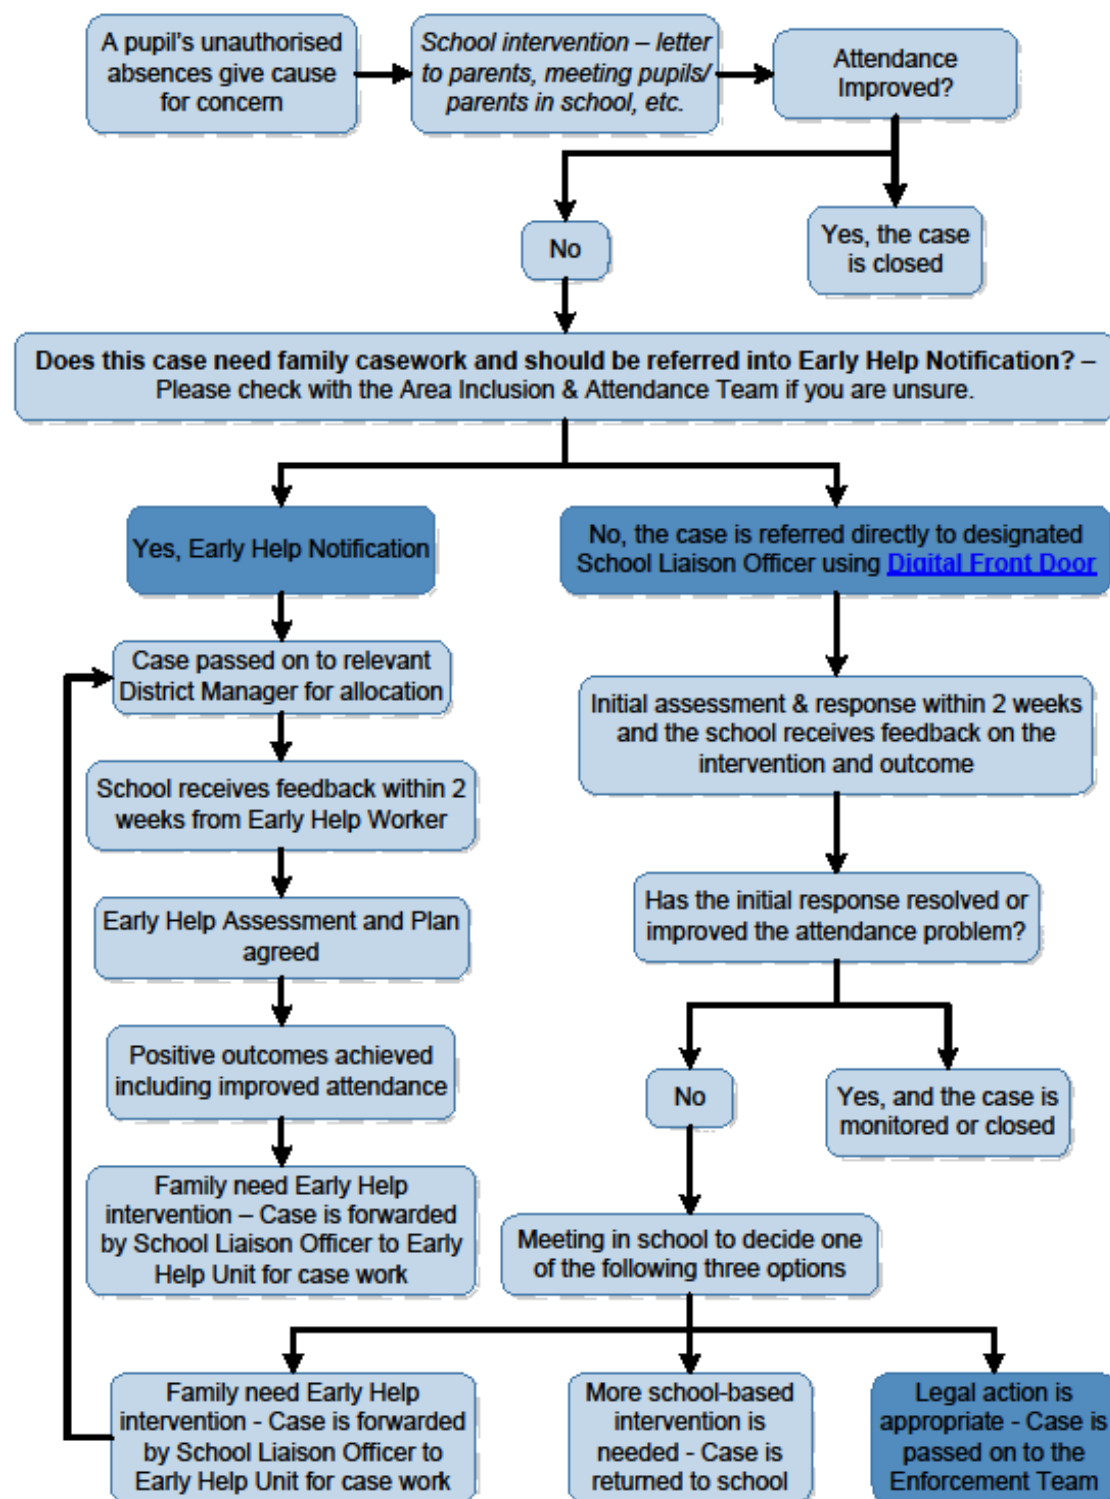 A pupil's unauthorised
absences give cause
for concern
School intervention – letter
to parents, meeting pupils/
parents in school, etc.
Attendance
Improved?
No
Yes, the case
is closed
Does this case need family casework and should be referred into Early Help Notification? –
Please check with the Area Inclusion & Attendance Team if you are unsure.
Yes, Early Help Notification
No, the case is referred directly to designated
School Liaison Officer using Digital Front Door
Case passed on to relevant
District Manager for allocation
School receives feedback within 2
weeks from Early Help Worker
Early Help Assessment and Plan
agreed
Positive outcomes achieved
including improved attendance
Family need Early Help
intervention – Case is forwarded
by School Liaison Officer to Early
Help Unit for case work
Initial assessment & response within 2 weeks
and the school receives feedback on the
intervention and outcome
Has the initial response resolved or
improved the attendance problem?
No
Yes, and the case is
monitored or closed
Meeting in school to decide one
of the following three options
Family need Early Help
intervention - Case is forwarded
by School Liaison Officer to
Early Help Unit for case work
More school-based
intervention is
needed - Case is
returned to school
Legal action is
appropriate - Case is
passed on to the
Enforcement Team